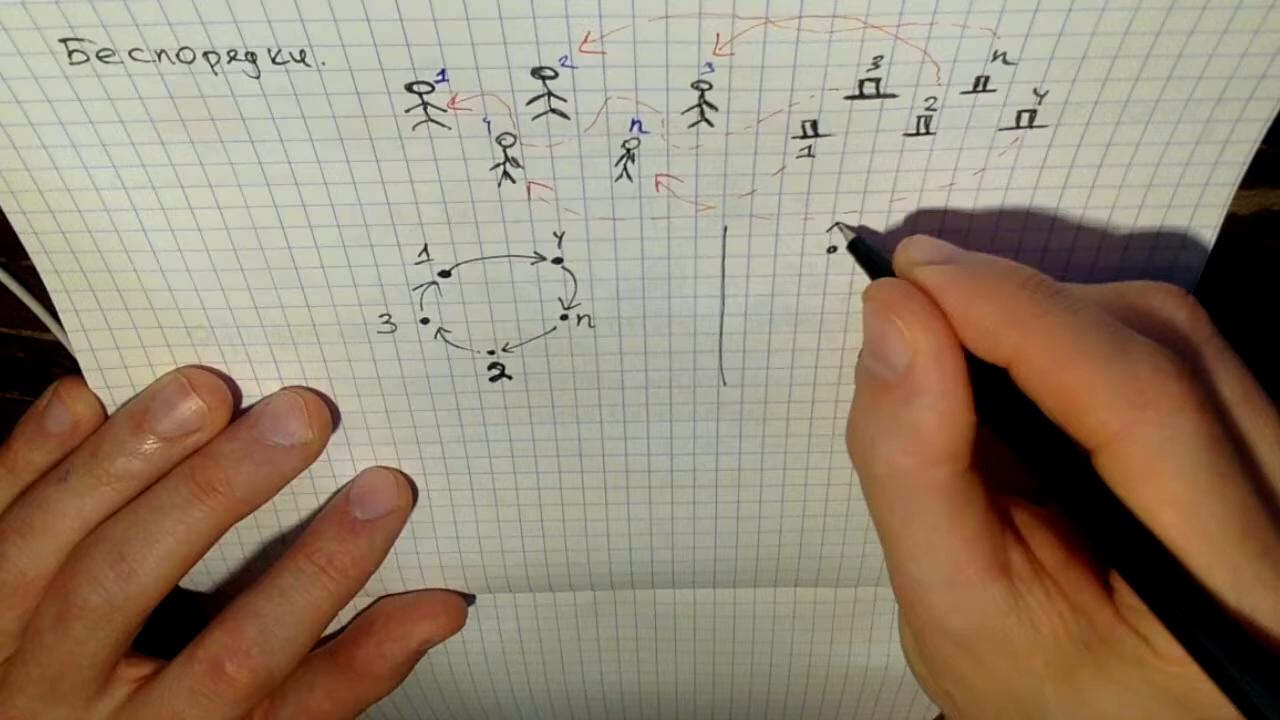 Беспорядки.
1 2 3 3 n
4 n 1 2 4
1 4
3 n
2